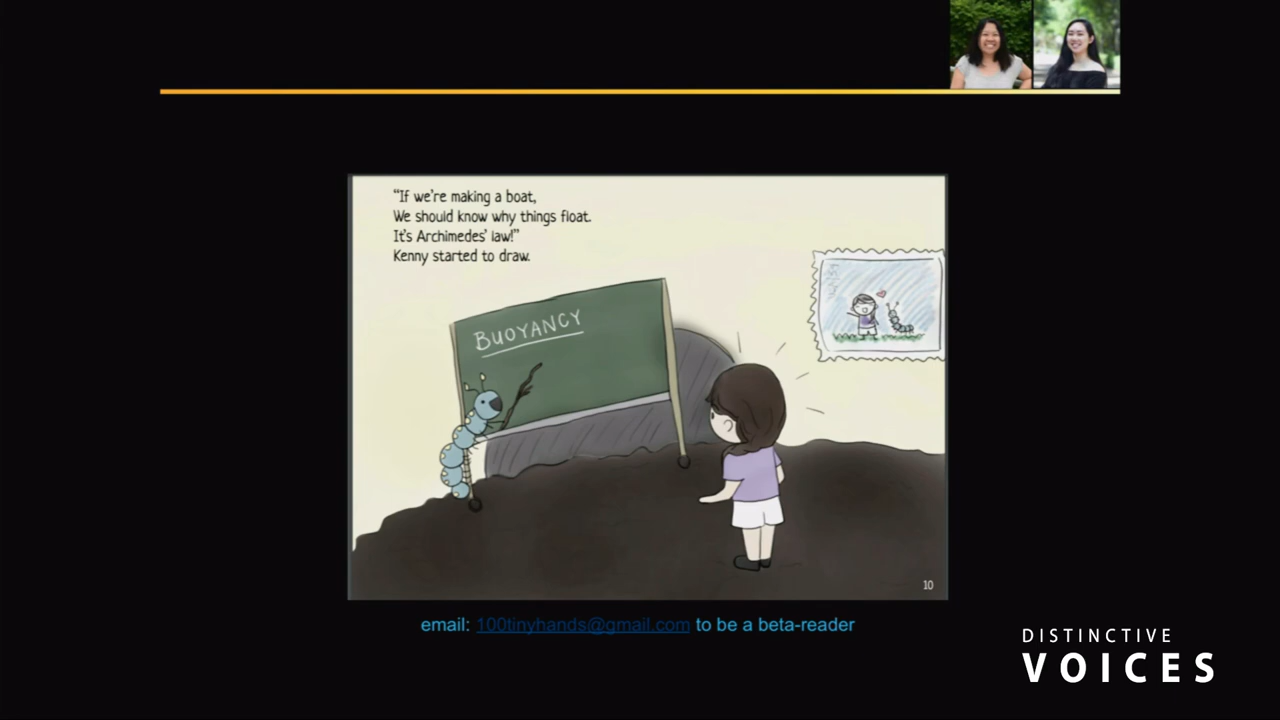 “If we’re making a boat,
We should know why things float.
It’s Archimedes’ law!”
Kenny started to draw.
BUOYANCY
10
email: 100tinyhands@gmail.com to be a beta-reader
DISTINCTIVE
VOICES